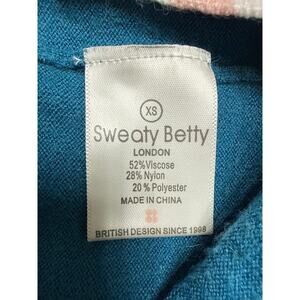 XS
Sweaty Betty
LONDON
52%Viscose
28% Nylon
20% Polyester
MADE IN CHINA
BRITISH DESIGN SINCE 1998